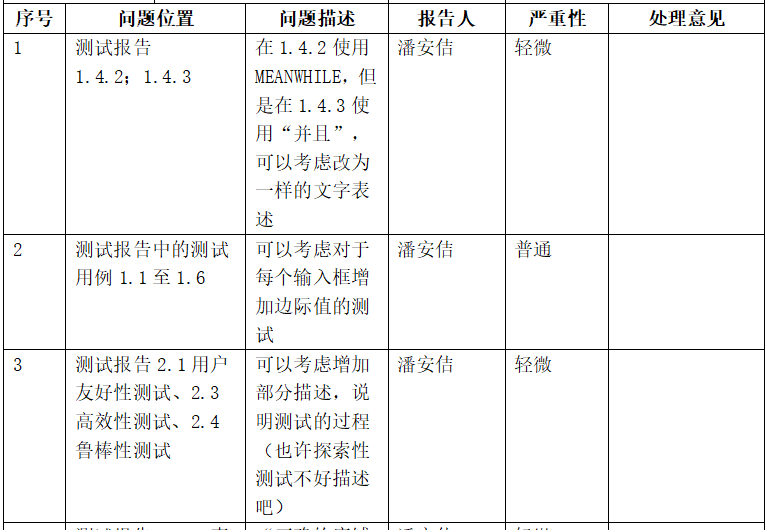 序号 问题位置 问题描述 报告人 严重性 处理意见
1 测试报告 在 1.4.2 使用 潘安佶 轻微
1.4.2；1.4.3 MEANWHILE，但
是在 1.4.3 使
用“并且”，
可以考虑改为
一样的文字表
述
2 测试报告中的测试 可以考虑对于 潘安佶 普通
用例 1.1 至 1.6 每个输入框增
加边际值的测
试
3 测试报告 2.1 用户 可以考虑增加 潘安佶 轻微
友好性测试、2.3 部分描述，说
高效性测试、2.4 明测试的过程
鲁棒性测试 （也许探索性
测试不好描述
吧）